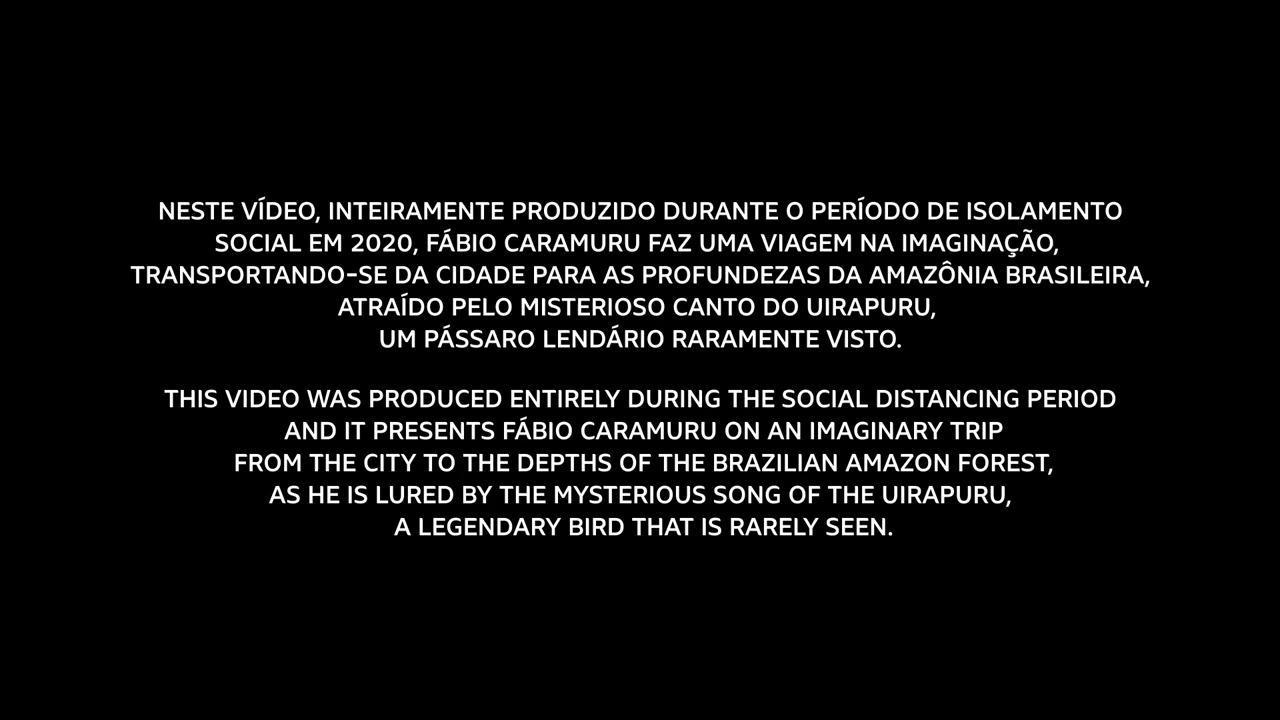 NESTE VÍDEO, INTEIRAMENTE PRODUZIDO DURANTE O PERÍODO DE ISOLAMENTO
SOCIAL EM 2020, FÁBIO CARAMURU FAZ UMA VIAGEM NA IMAGINAÇÃO,
TRANSPORTANDO-SE DA CIDADE PARA AS PROFUNDEZAS DA AMAZÔNIA BRASILEIRA,
ATRAÍDO PELO MISTERIOSO CANTO DO UIRAPURU,
UM PÁSSARO LENDÁRIO RARAMENTE VISTO.
THIS VIDEO WAS PRODUCED ENTIRELY DURING THE SOCIAL DISTANCING PERIOD
AND IT PRESENTS FÁBIO CARAMURU ON AN IMAGINARY TRIP
FROM THE CITY TO THE DEPTHS OF THE BRAZILIAN AMAZON FOREST,
AS HE IS LURED BY THE MYSTERIOUS SONG OF THE UIRAPURU,
A LEGENDARY BIRD THAT IS RARELY SEEN.